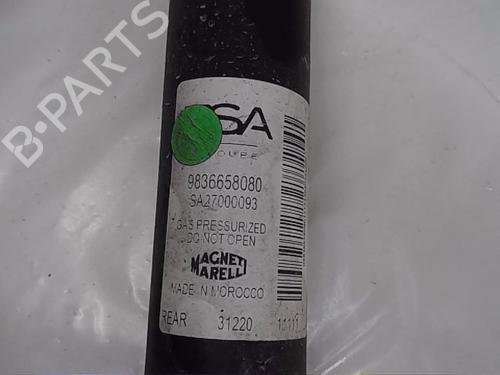 B-PARTS
SA
9836658080
SA27000093
GAS PRESSURIZED
DO NOT OPEN
MAGNETI
MARELLI
MADE IN MOROCCO
REAR 31220